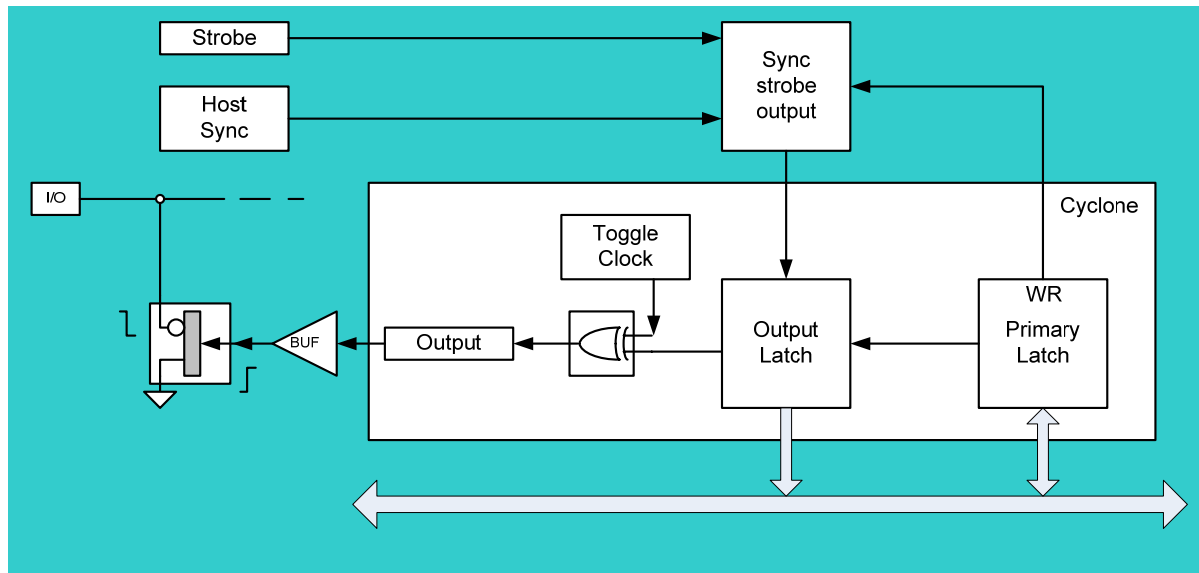 Strobe
Host
Sync
Sync
strobe
output
I/O
Cyclone
Toggle
Clock
BUF
Output
Output
Latch
WR
Primary
Latch